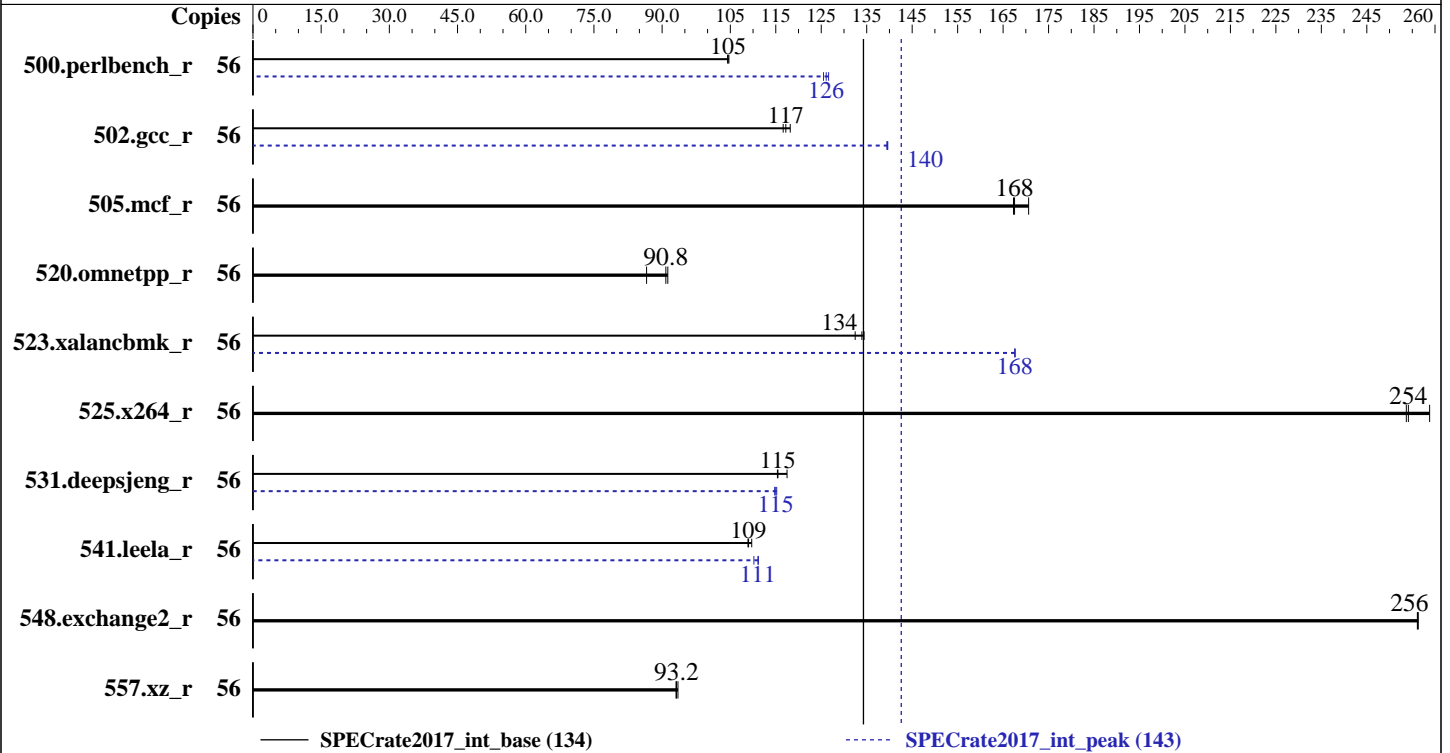 Copies 0 15.0 30.0 45.0 60.0 75.0 90.0 105 115 125 135 145 155 165 175 185 195 205 215 225 235 245 260
105
500.perlbench_r 56
126
117
502.gcc_r 56
140
168
505.mcf_r 56
90.8
520.omnetpp_r 56
134
523.xalancbmk_r 56
168
254
525.x264_r 56
115
531.deepsjeng_r 56
115
109
541.leela_r 56
111
256
548.exchange2_r 56
93.2
557.xz_r 56
SPECrate2017_int_base (134) SPECrate2017_int_peak (143)